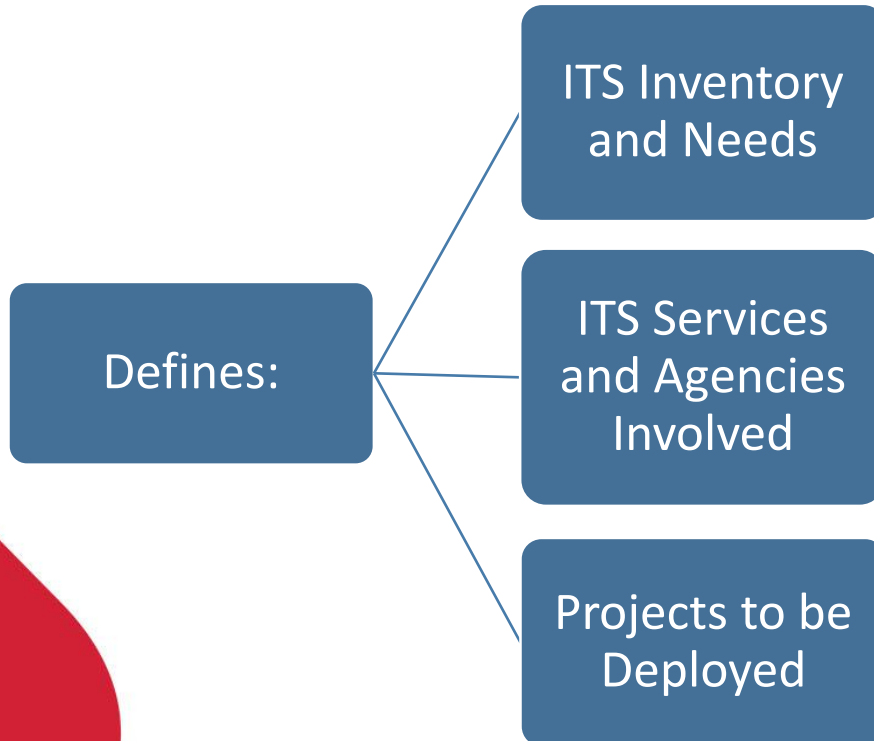 Defines:
ITS Inventory
and Needs
ITS Services
and Agencies
Involved
Projects to be
Deployed